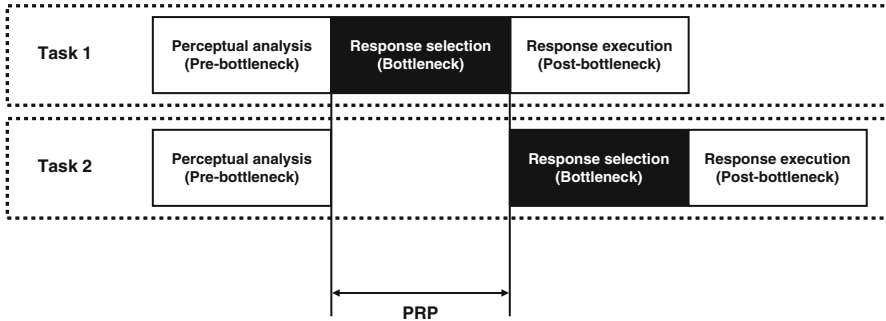 Task 1
Perceptual analysis
(Pre-bottleneck)
Response selection
(Bottleneck)
Response execution
(Post-bottleneck)
Task 2
Perceptual analysis
(Pre-bottleneck)
Response selection
(Bottleneck)
Response execution
(Post-bottleneck)
PRP